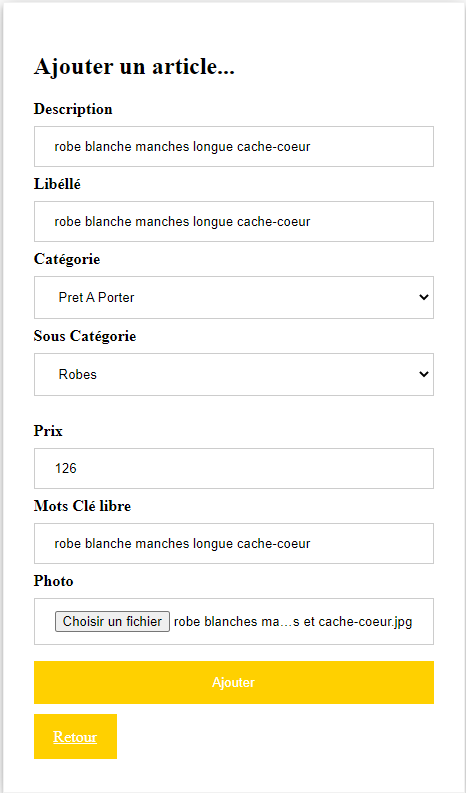 Ajouter un article...
Description
robe blanche manches longue cache-coeur
Libéllé
robe blanche manches longue cache-coeur
Catégorie
Pret A Porter
Sous Catégorie
Robes
Prix
126
Mots Clé libre
robe blanche manches longue cache-coeur
Photo
Choisir un fichier robe blanches ma...s et cache-coeur.jpg
Ajouter
Retour